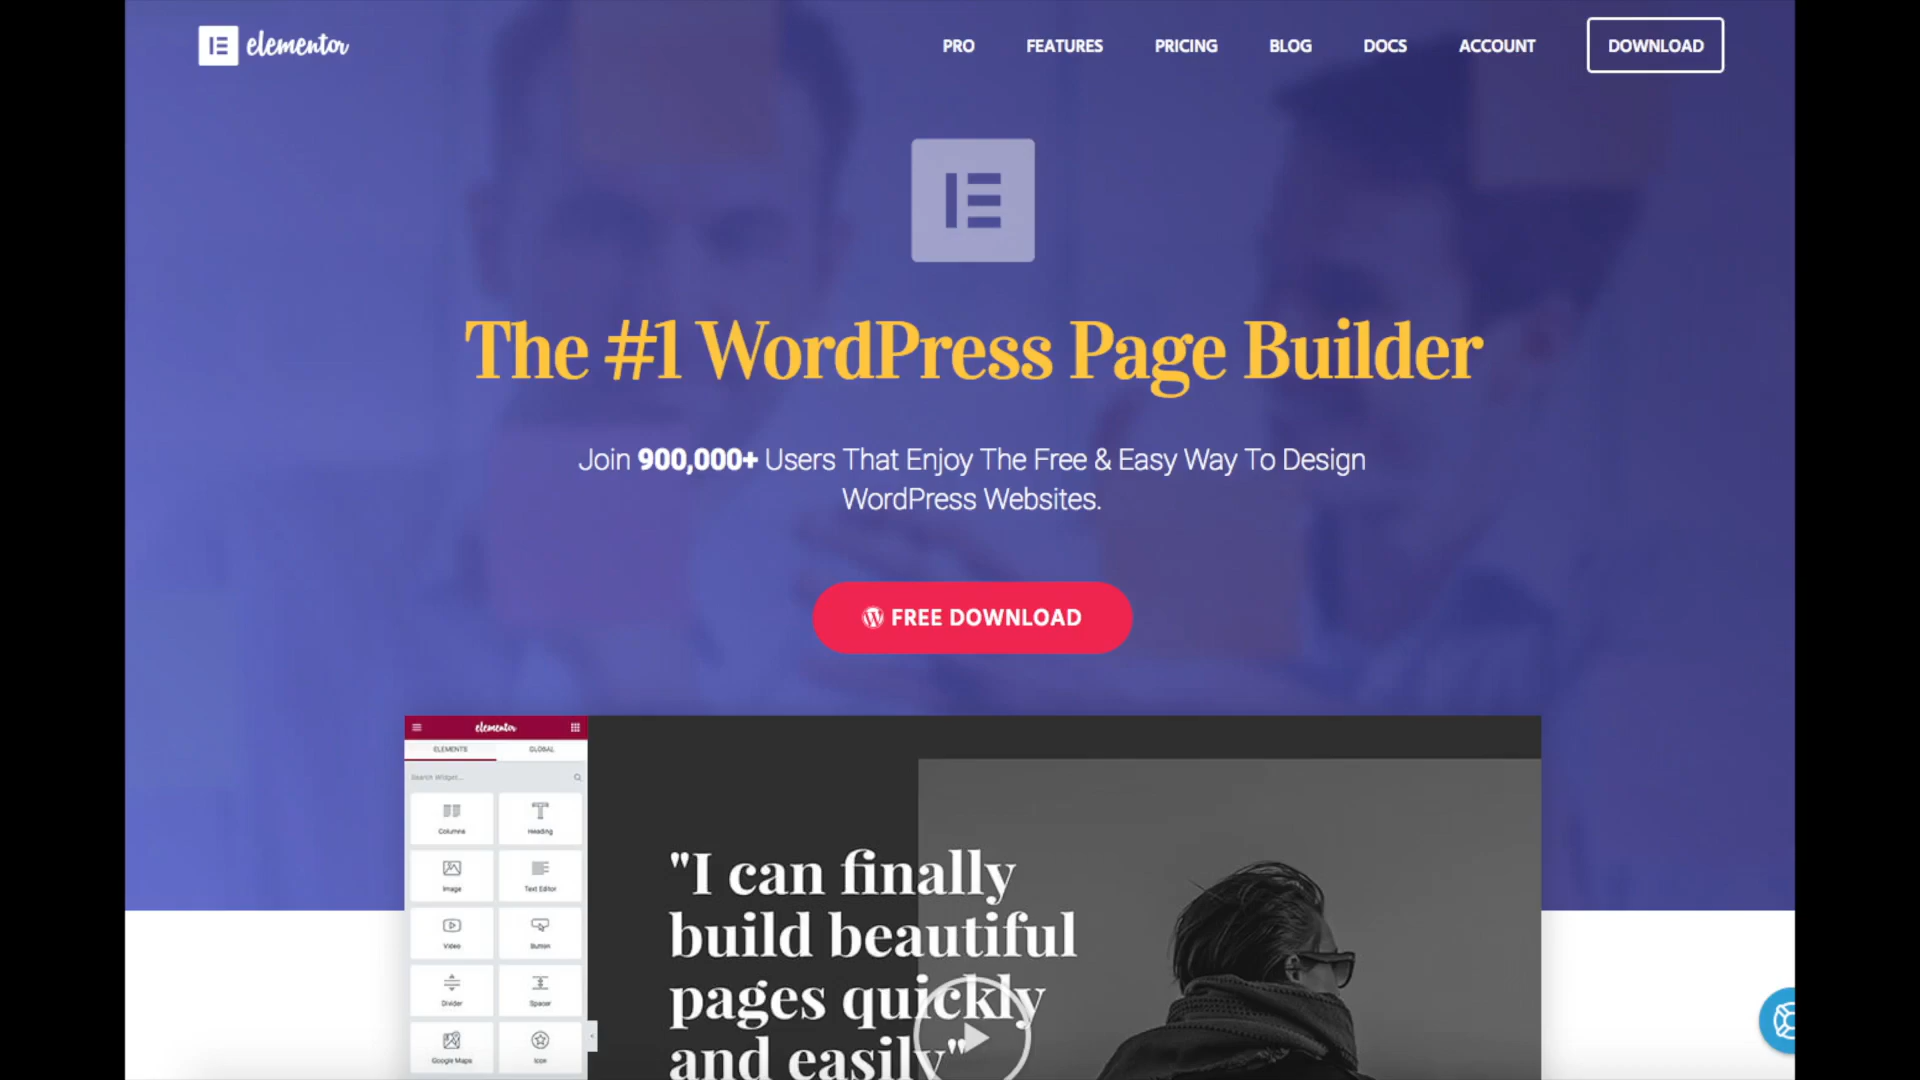 elementor
PRO FEATURES PRICING BLOG DOCS ACCOUNT DOWNLOAD
The #1 WordPress Page Builder
Join 900,000+ Users That Enjoy The Free & Easy Way To Design
WordPress Websites.
FREE DOWNLOAD
elementor
ELEMENTS GLOBAL
Search Widget...
Columns Heading
Image Text Editor
Video Button
Divider Spacer
Google Maps Icon
"I can finally
build beautiful
pages quickly
and easily"